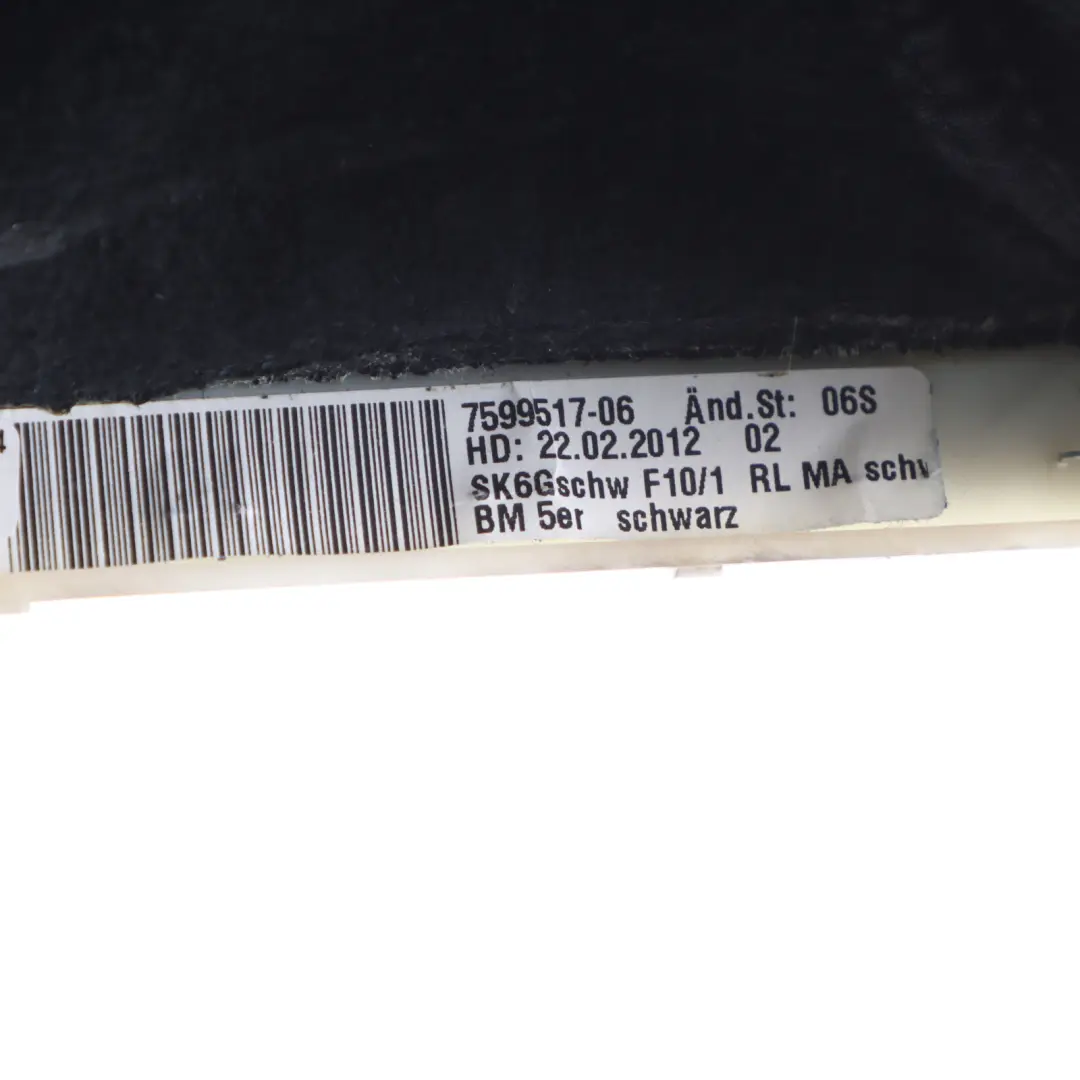 4
7599517-06 Änd.St: 06S
HD: 22.02.2012 02
SK6Gschw F10/1 RL MA schw
BM 5er schwarz